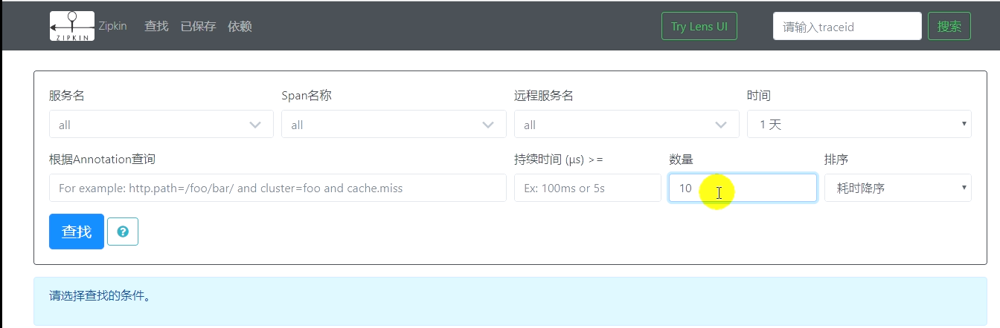 ZIPKIN Zipkin 查找 已保存 依赖 Try Lens UI 请输入traceid 搜索
服务名 Span名称 远程服务名 时间
all all all 1 天
根据Annotation查询 持续时间 (μs) >= 数量 排序
For example: http.path=/foo/bar/ and cluster=foo and cache.miss Ex: 100ms or 5s 10 耗时降序
查找 ?
请选择查找的条件。